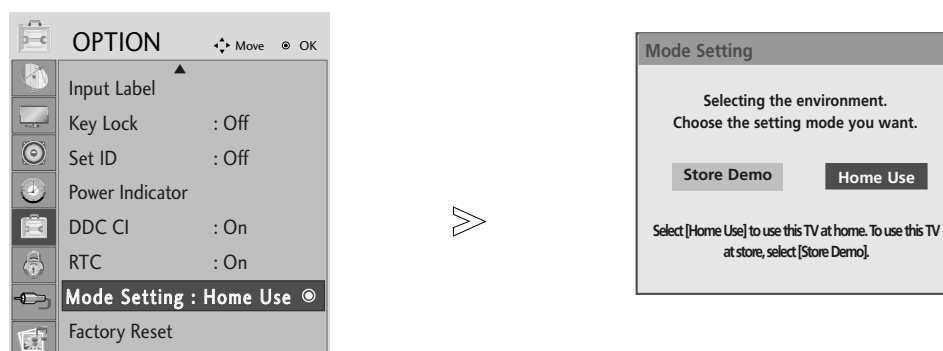 OPTION Move OK
Input Label
Key Lock : Off
Set ID : Off
Power Indicator
DDC CI : On
RTC : On
Mode Setting : Home Use
Factory Reset
Mode Setting
Selecting the environment.
Choose the setting mode you want.
Store Demo Home Use
Select [Home Use] to use this TV at home. To use this TV
at store, select [Store Demo].